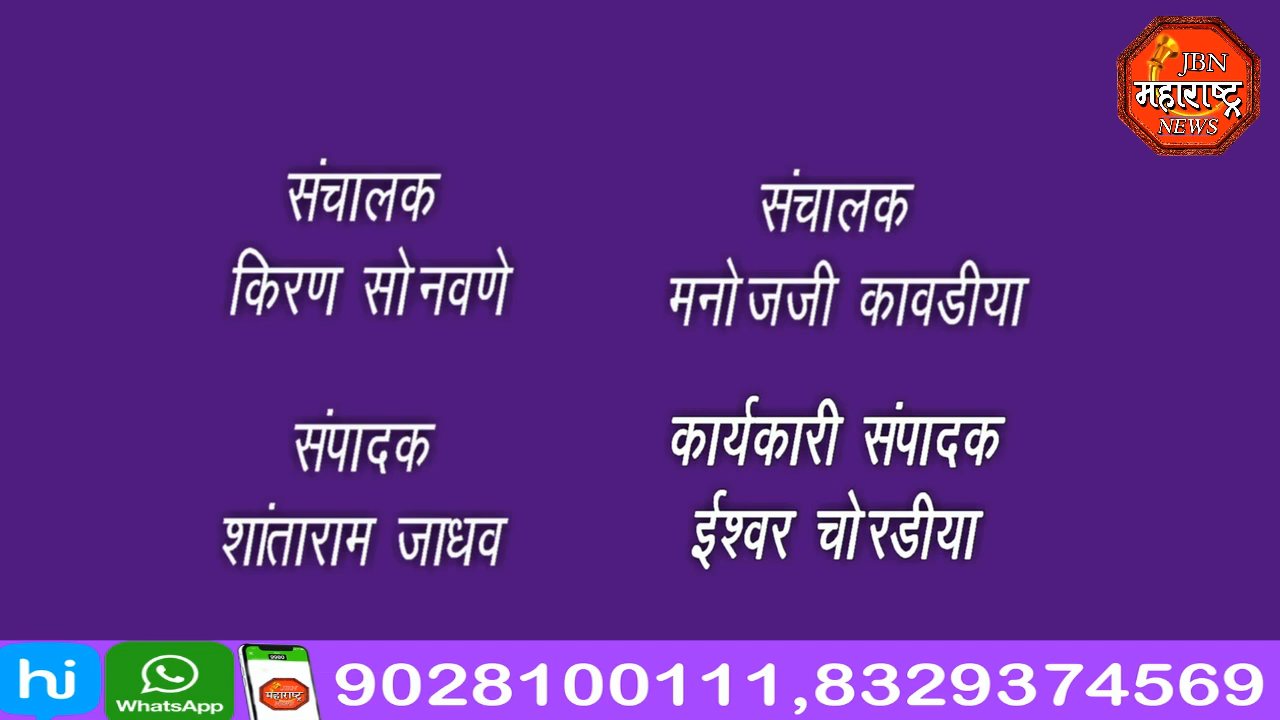 JBN
महाराष्ट्र
NEWS
संचालक
किरण सोनवणे
संचालक
मनोजजी कावडीया
संपादक
शांताराम जाधव
कार्यकारी संपादक
ईश्वर चोरडीया
hi
WhatsApp
महाराष्ट्र
9028100111,8329374569